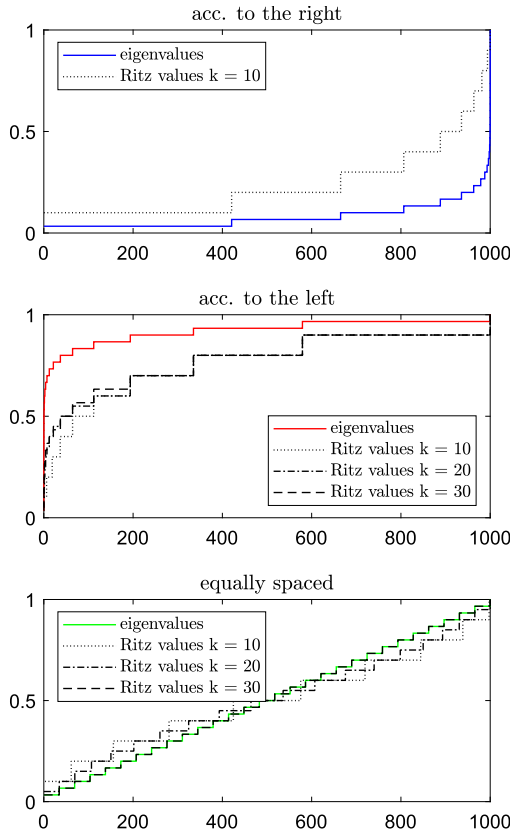 acc. to the right
1
eigenvalues
Ritz values k = 10
0.5
0
0 200 400 600 800 1000
acc. to the left
1
0.5
eigenvalues
Ritz values k = 10
Ritz values k = 20
Ritz values k = 30
0
0 200 400 600 800 1000
equally spaced
1
eigenvalues
Ritz values k = 10
Ritz values k = 20
Ritz values k = 30
0.5
0
0 200 400 600 800 1000